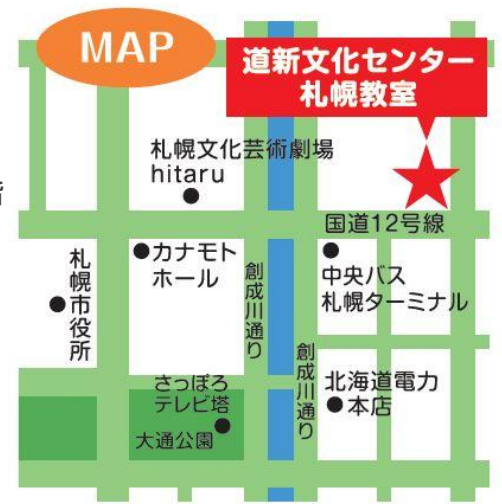 MAP
道新文化センター
札幌教室
札幌文化芸術劇場
hitaru
国道12号線
カナモト
ホール
中央バス
札幌ターミナル
札幌市役所
創成川通り
創成川通り
さっぽろ
テレビ塔
大通公園
北海道電力
本店